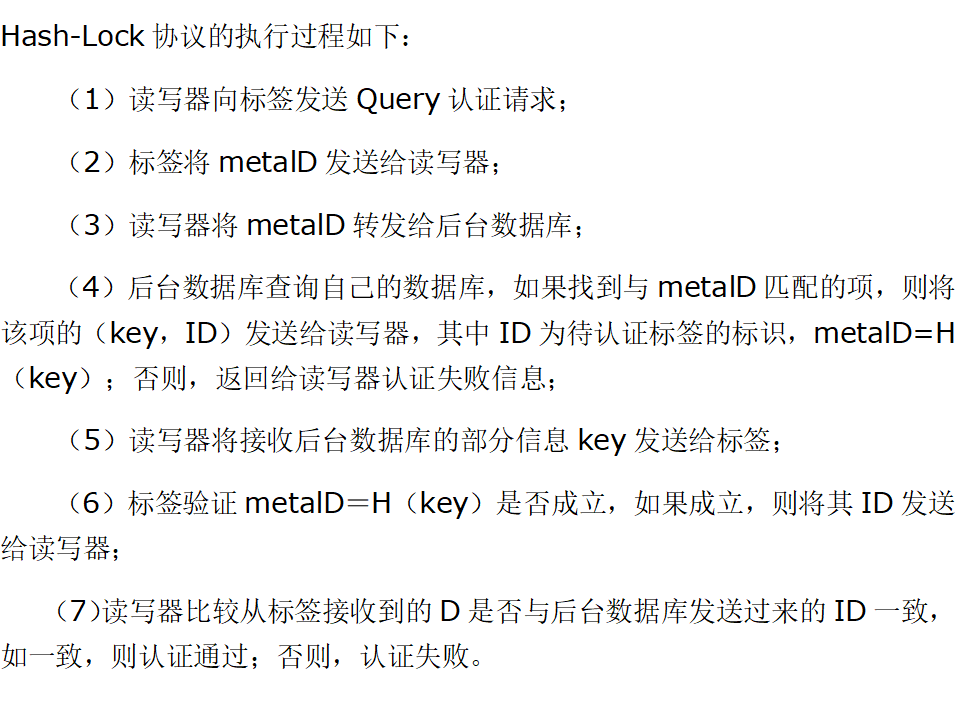 Hash-Lock 协议的执行过程如下：
（1）读写器向标签发送 Query 认证请求；
（2）标签将 metalD 发送给读写器；
（3）读写器将 metalD 转发给后台数据库；
（4）后台数据库查询自己的数据库，如果找到与 metalD 匹配的项，则将
该项的（key，ID）发送给读写器，其中 ID 为待认证标签的标识，metalD=H
（key）；否则，返回给读写器认证失败信息；
（5）读写器将接收后台数据库的部分信息 key 发送给标签；
（6）标签验证 metalD＝H（key）是否成立，如果成立，则将其 ID 发送
给读写器；
（7)读写器比较从标签接收到的 D 是否与后台数据库发送过来的 ID 一致，
如一致，则认证通过；否则，认证失败。